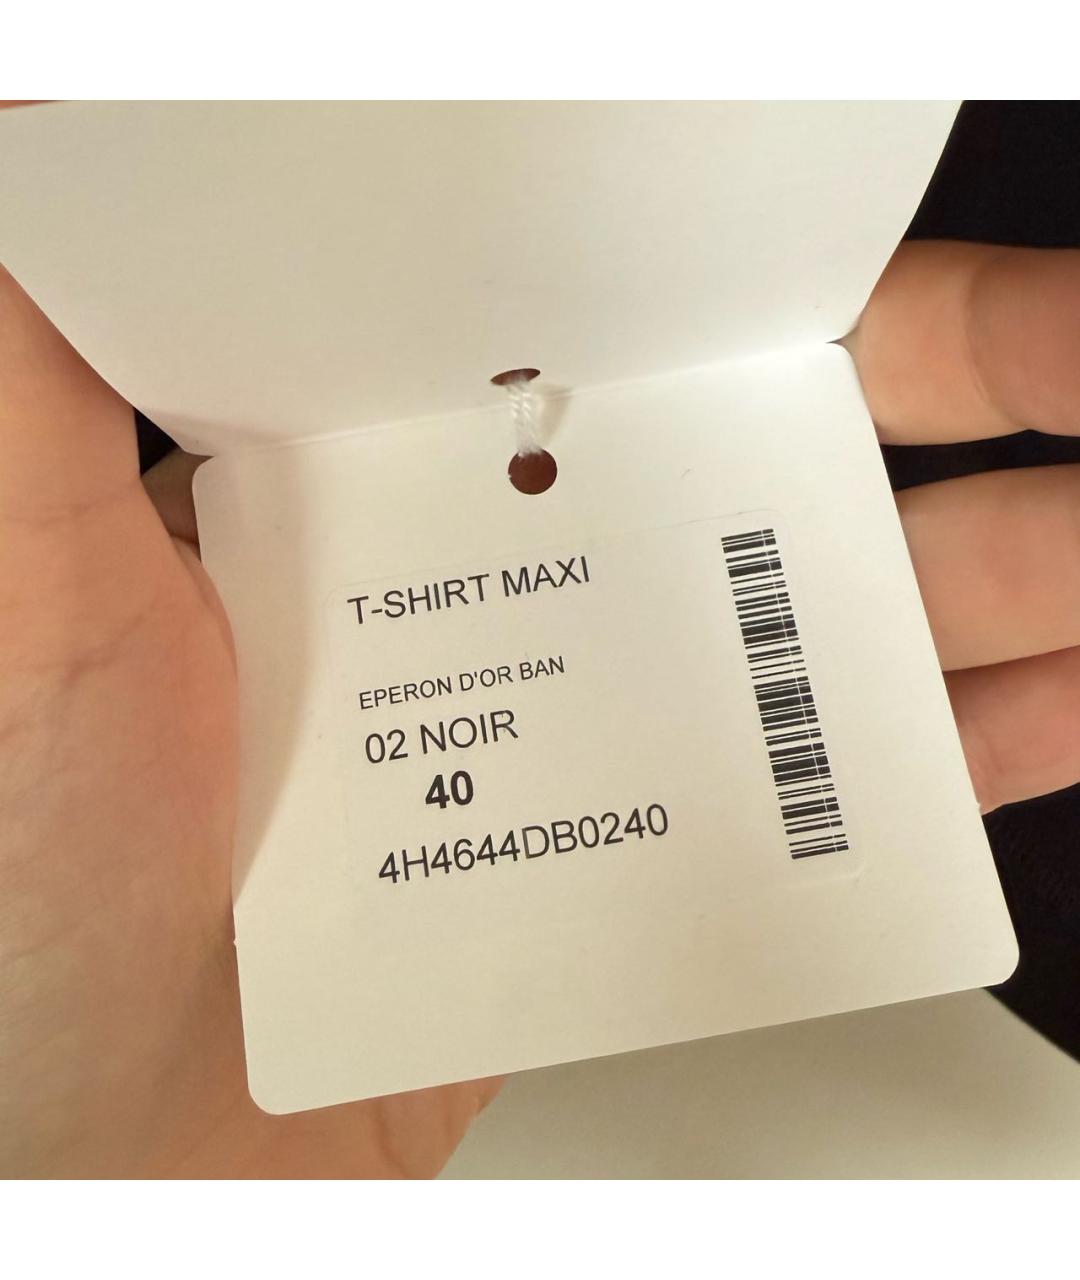 T-SHIRT MAXI
EPERON D'OR BAN
02 NOIR
40
4H4644DB0240